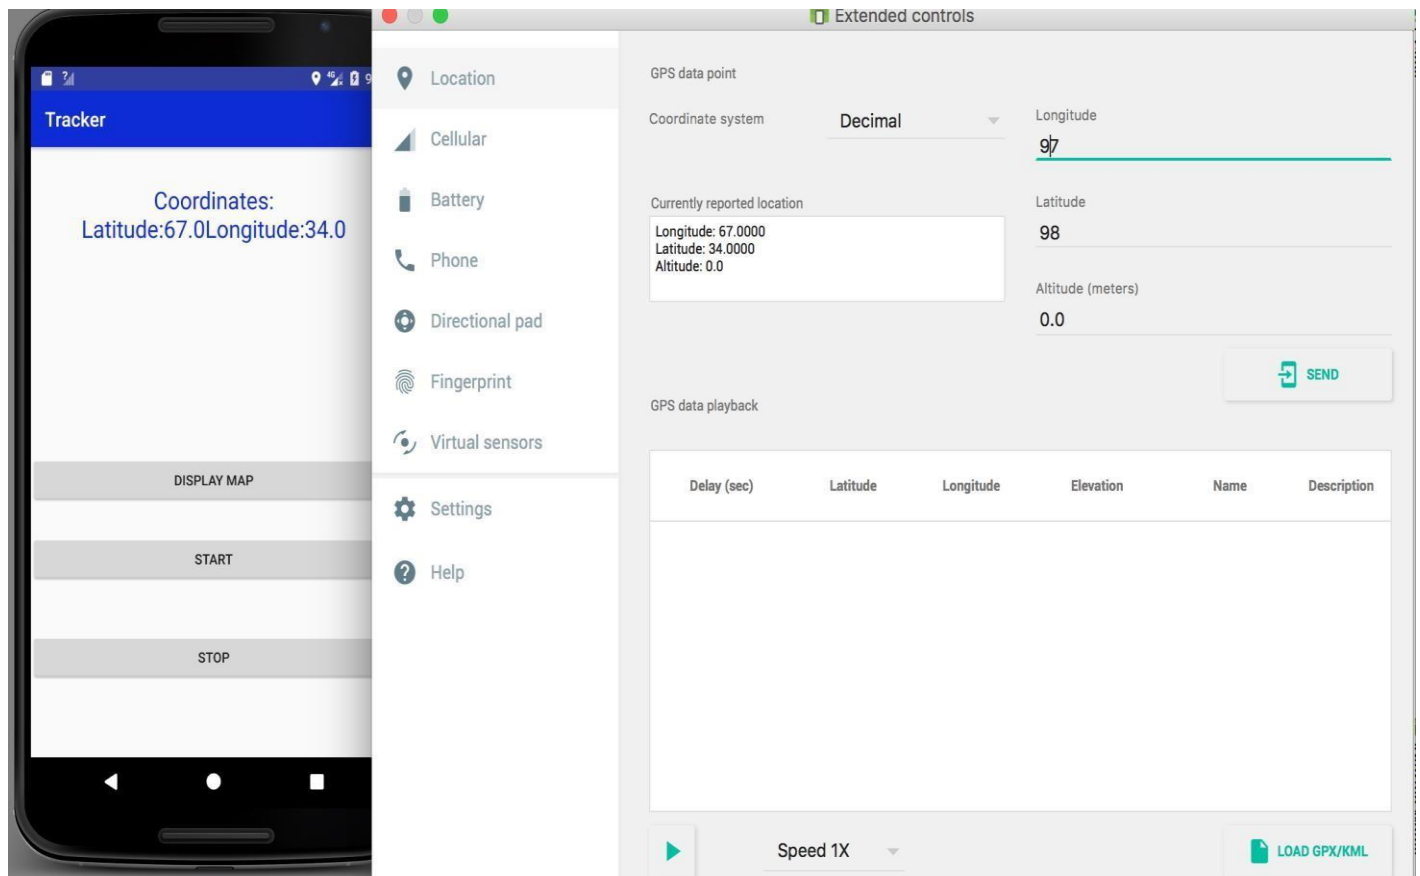 Extended controls
?
4G
9
Tracker
Coordinates:
Latitude:67.0Longitude:34.0
DISPLAY MAP
START
STOP
Location
Cellular
Battery
Phone
Directional pad
Fingerprint
Virtual sensors
Settings
Help
GPS data point
Coordinate system
Decimal
Longitude
97
Currently reported location
Longitude: 67.0000
Latitude: 34.0000
Altitude: 0.0
Latitude
98
Altitude (meters)
0.0
SEND
GPS data playback
Delay (sec) Latitude Longitude Elevation Name Description
Speed 1X
LOAD GPX/KML